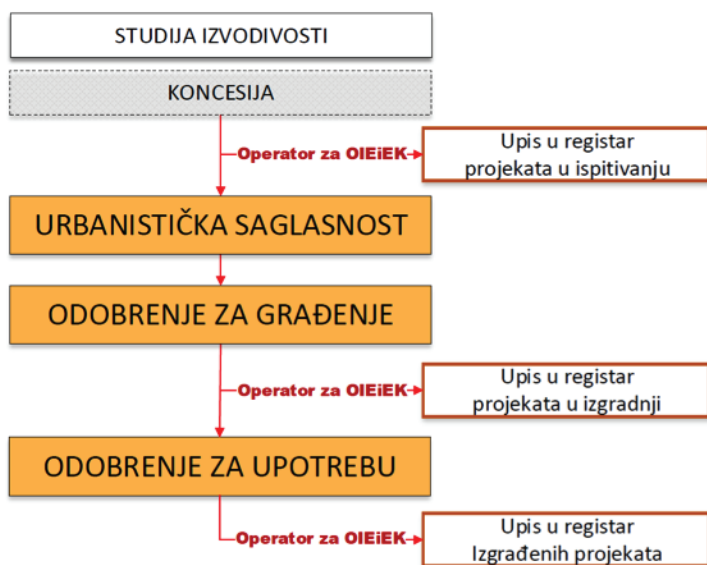 STUDIJA IZVODIVOSTI
KONCESIJA
Operator za OIEiEK
Upis u registar
projekata u ispitivanju
URBANISTIČKA SAGLASNOST
ODOBRENJE ZA GRAĐENJE
Operator za OIEiEK
Upis u registar
projekata u izgradnji
ODOBRENJE ZA UPOTREBU
Operator za OIEiEK
Upis u registar
Izgrađenih projekata